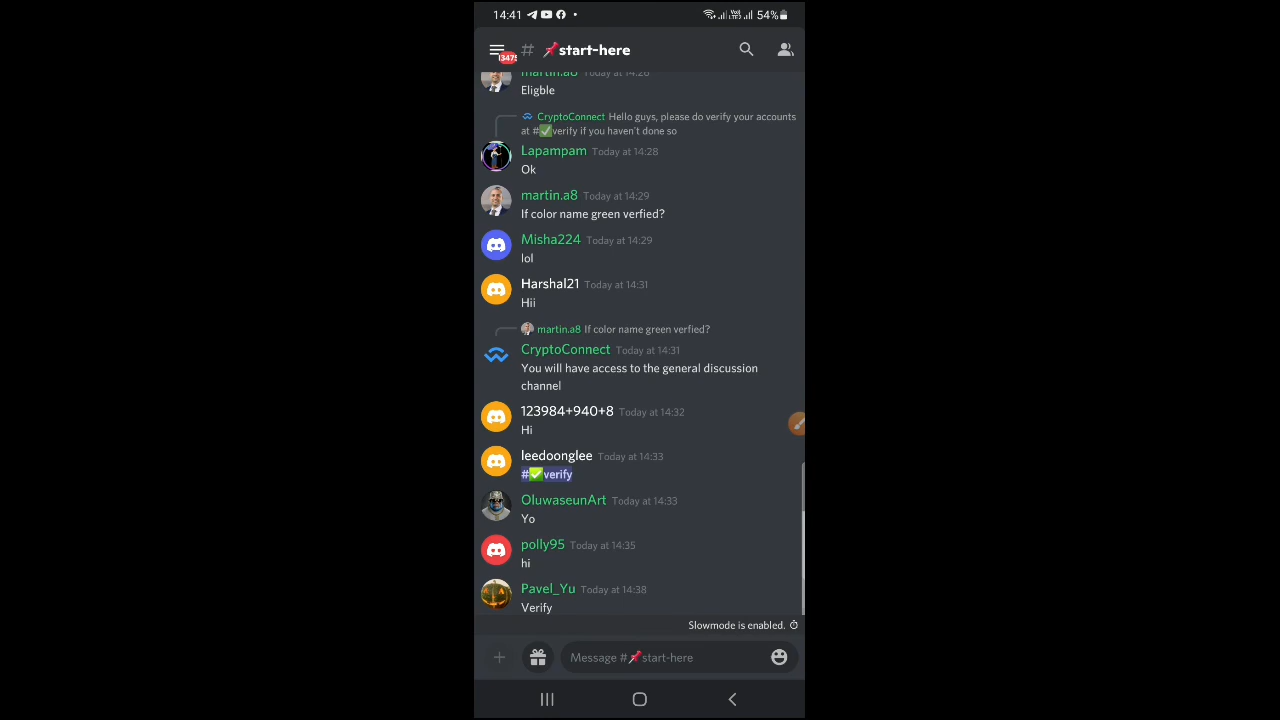 14:41
54%
# 📌start-here
13475
martin.a8 Today at 14:26
Eligble
CryptoConnect Hello guys, please do verify your accounts
at #✅verify if you haven't done so
Lapampam Today at 14:28
Ok
martin.a8 Today at 14:29
If color name green verfied?
Misha224 Today at 14:29
lol
Harshal21 Today at 14:31
Hii
martin.a8 If color name green verfied?
CryptoConnect Today at 14:31
You will have access to the general discussion
channel
123984+940+8 Today at 14:32
Hi
leedoonglee Today at 14:33
#✅verify
OluwaseunArt Today at 14:33
Yo
polly95 Today at 14:35
hi
Pavel_Yu Today at 14:38
Verify
Slowmode is enabled.
Message #📌start-here